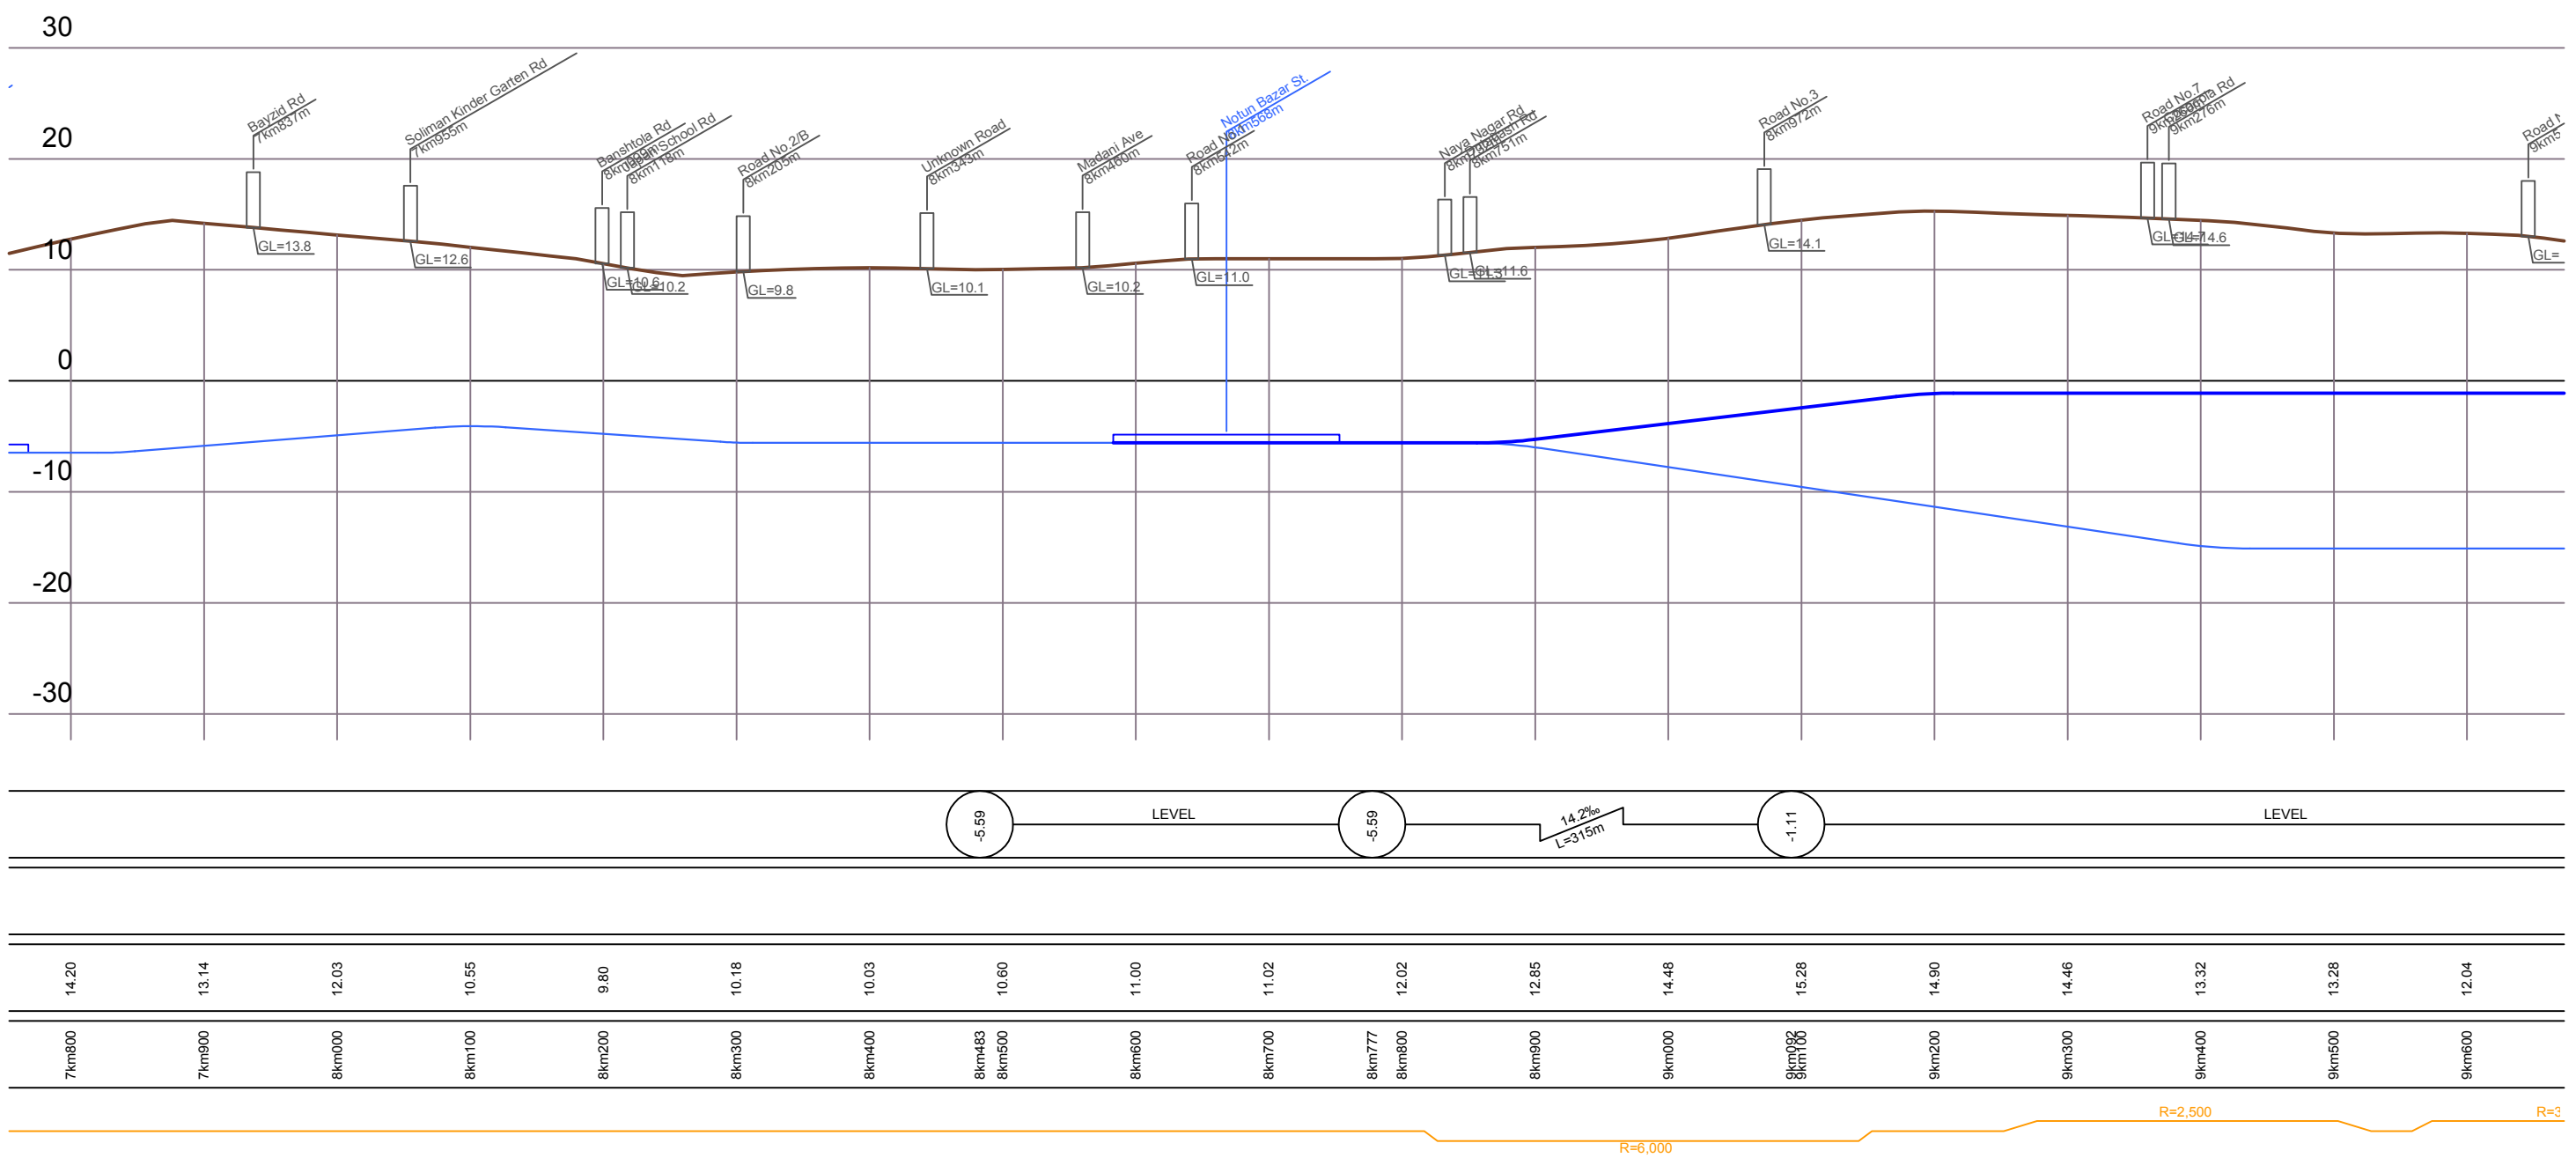 30
20
10
0
-10
-20
-30
Bayzid Rd
7km837m
GL=13.8
Soliman Kinder Garten Rd
7km955m
GL=12.6
Banshtola Rd
GL=10.6
Japan School Rd
8km118m
GL=10.2
Road No.2/B
8km205m
GL=9.8
Unknown Road
8km343m
GL=10.1
Madani Ave
8km460m
GL=10.2
Road
8km542m
GL=11.0
Notun Bazar St.
8km568m
Naya Nagar Rd
8km751m
GL=11.6
Road No.3
8km972m
GL=14.1
Road No.7
9km276m
GL=14.6
Road
GL=
-5.59
LEVEL
-5.59
14.2‰
L=315m
-1.11
LEVEL
14.20
13.14
12.03
10.55
9.80
10.18
10.03
10.60
11.00
11.02
12.02
12.85
14.48
15.28
14.90
14.46
13.32
13.28
12.04
7km800
7km900
8km000
8km100
8km200
8km300
8km400
8km483
8km500
8km600
8km700
8km777
8km800
8km900
9km000
9km092
9km100
9km200
9km300
9km400
9km500
9km600
R=6,000
R=2,500
R=3